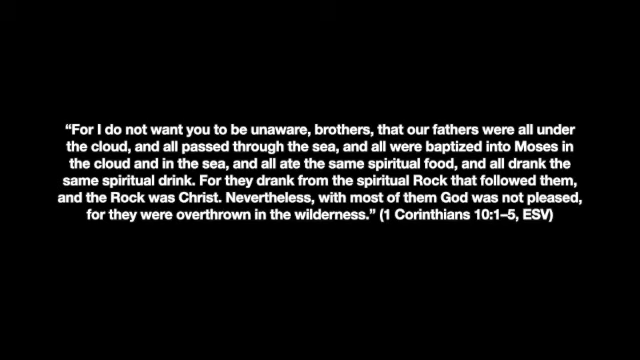 “For I do not want you to be unaware, brothers, that our fathers were all under
the cloud, and all passed through the sea, and all were baptized into Moses in
the cloud and in the sea, and all ate the same spiritual food, and all drank the
same spiritual drink. For they drank from the spiritual Rock that followed them,
and the Rock was Christ. Nevertheless, with most of them God was not pleased,
for they were overthrown in the wilderness.” (1 Corinthians 10:1–5, ESV)